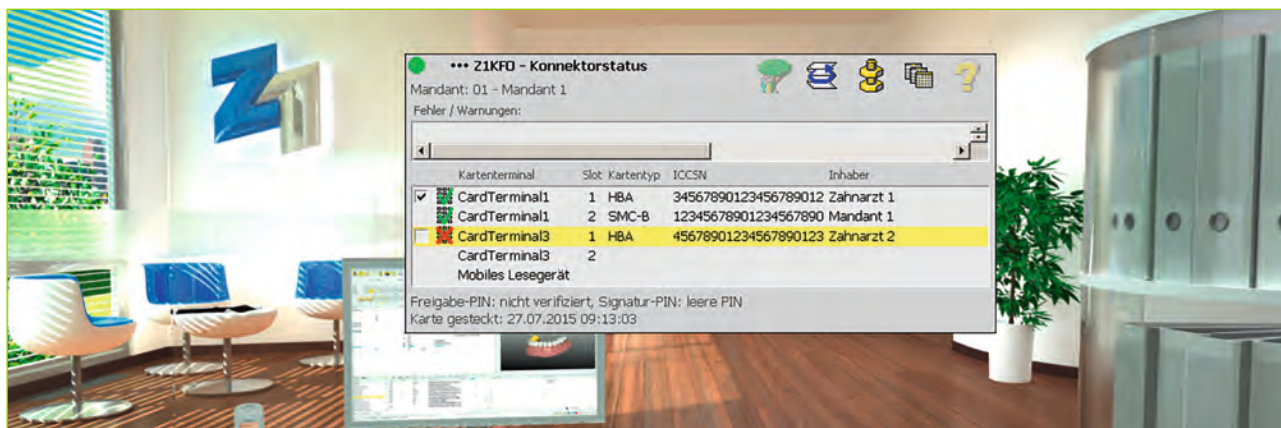 Z1
••• Z1KFO - Konnektorstatus
Mandant: 01 - Mandant 1
Fehler / Warnungen:
Kartenterminal Slot Kartentyp ICCSN Inhaber
CardTerminal1 1 HBA 34567890123456789012 Zahnarzt 1
CardTerminal1 2 SMC-B 12345678901234567890 Mandant 1
CardTerminal3 1 HBA 45678901234567890123 Zahnarzt 2
CardTerminal3 2
Mobiles Lesegerät
Freigabe-PIN: nicht verifiziert, Signatur-PIN: leere PIN
Karte gesteckt: 27.07.2015 09:13:03